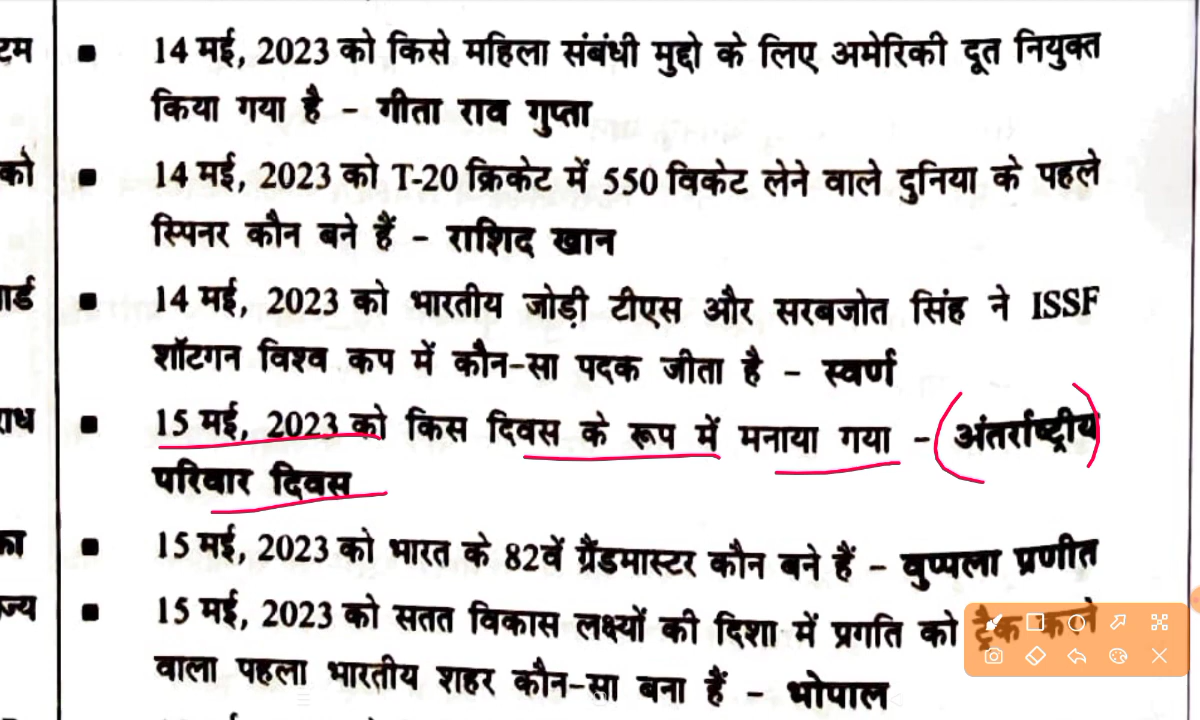 टम
14 मई, 2023 को किसे महिला संबंधी मुद्दो के लिए अमेरिकी दूत नियुक्त
किया गया है - गीता राव गुप्ता
को
14 मई, 2023 को T-20 क्रिकेट में 550 विकेट लेने वाले दुनिया के पहले
स्पिनर कौन बने हैं - राशिद खान
गर्ड
14 मई, 2023 को भारतीय जोड़ी टीएस और सरबजोत सिंह ने ISSF
शॉटगन विश्व कप में कौन-सा पदक जीता है - स्वर्ण
राध
15 मई, 2023 को किस दिवस के रूप में मनाया गया - अंतर्राष्ट्रीय
परिवार दिवस
का
15 मई, 2023 को भारत के 82वें ग्रैंडमास्टर कौन बने हैं - वुप्पला प्रणीत
ज्य
15 मई, 2023 को सतत विकास लक्ष्यों की दिशा में प्रगति को ट्रैक करने
वाला पहला भारतीय शहर कौन-सा बना हैं - भोपाल